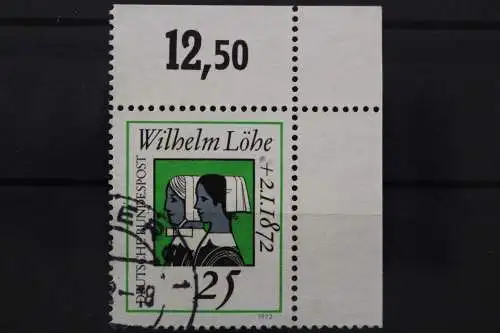 12,50
Wilhelm Löhe
DEUTSCHE BUNDESPOST
+ 2.1.1872
25
1972